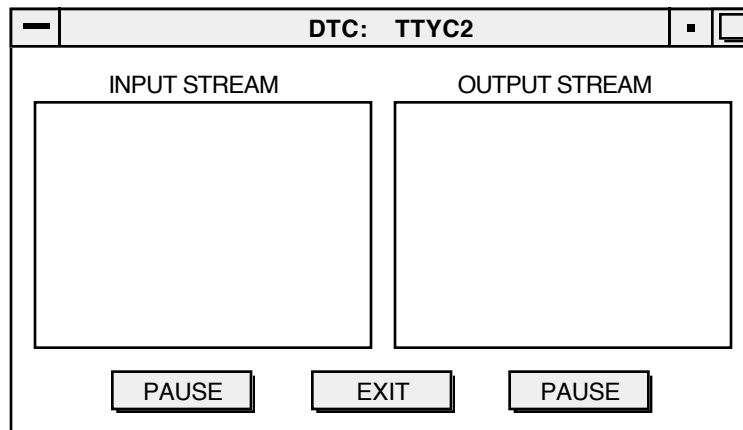 DTC: TTYC2
INPUT STREAM OUTPUT STREAM
PAUSE EXIT PAUSE